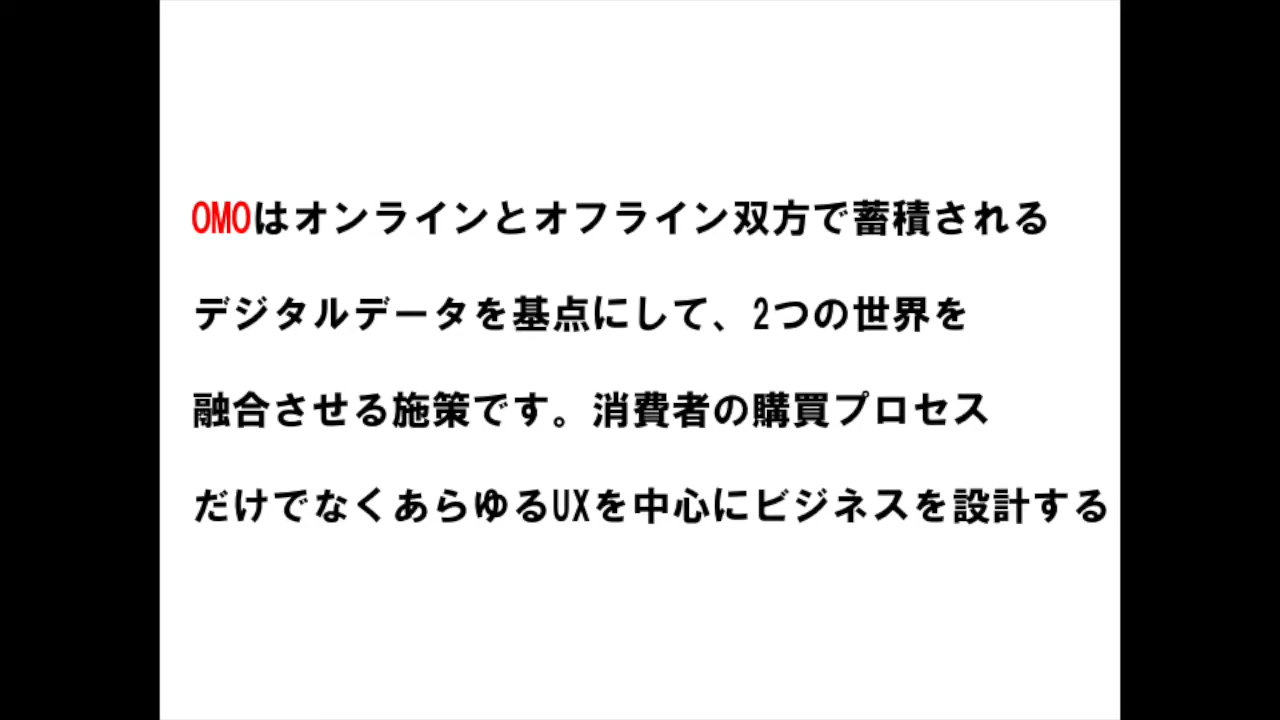 OMOはオンラインとオフライン双方で蓄積される
デジタルデータを基点にして、2つの世界を
融合させる施策です。消費者の購買プロセス
だけでなくあらゆるUXを中心にビジネスを設計する